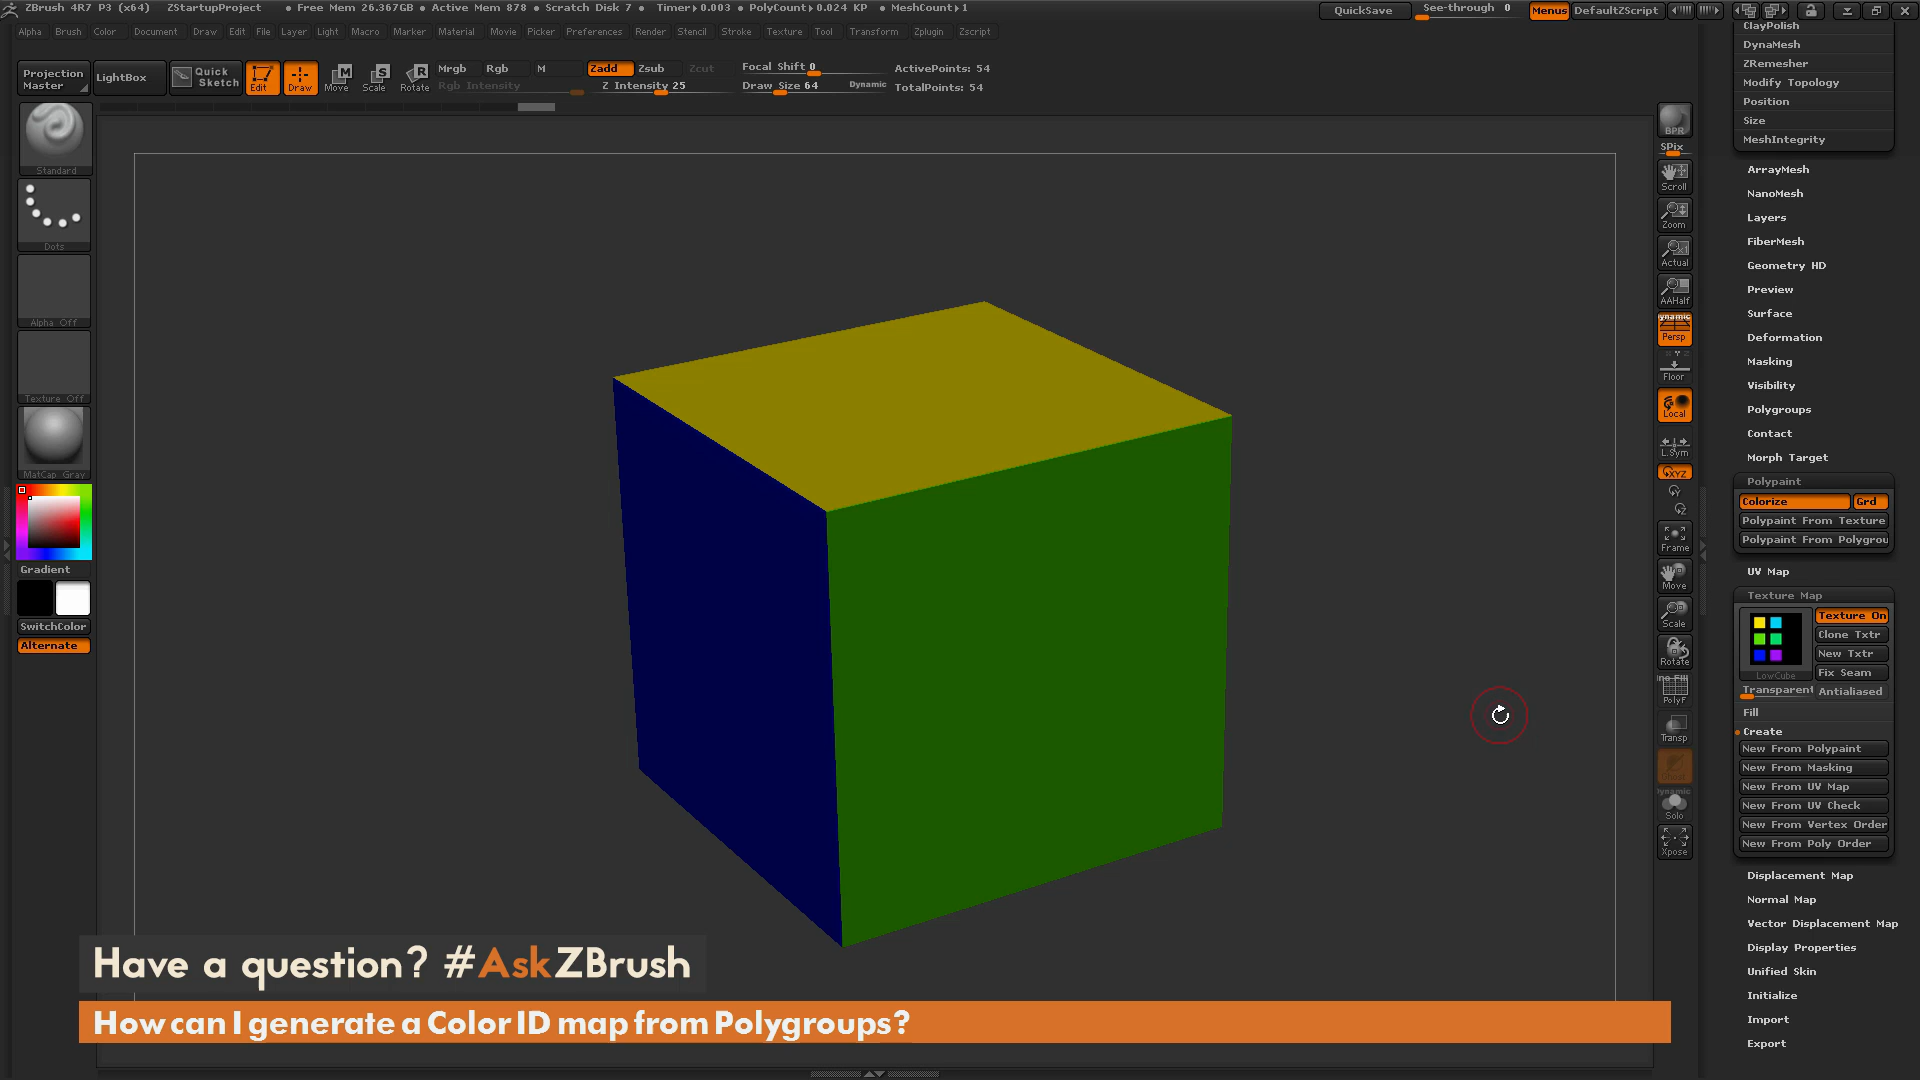 ZBrush 4R7 P3 (x64) ZStartupProject ● Free Mem 26.367GB ● Active Mem 878 ● Scratch Disk 7 ● Timer▸0.003 ● PolyCount▸0.024 KP ● MeshCount▸1 QuickSave See-through 0 Menus DefaultZScript
Alpha Brush Color Document Draw Edit File Layer Light Macro Marker Material Movie Picker Preferences Render Stencil Stroke Texture Tool Transform Zplugin Zscript
Projection Master
LightBox
Quick Sketch
Edit
Draw
Move
Scale
Rotate
Mrgb Rgb M
Rgb Intensity
Zadd Zsub Zcut
Z Intensity 25
Focal Shift 0
Draw Size 64 Dynamic
ActivePoints: 54
TotalPoints: 54
Standard
Dots
Alpha Off
Texture Off
MatCap Gray
Gradient
SwitchColor
Alternate
BPR
SPix
Scroll
Zoom
Actual
AAHalf
Persp
Floor
Local
L.Sym
XYZ
Y
Z
Frame
Move
Scale
Rotate
PolyF
Transp
Ghost
Dynamic
Solo
Xpose
ClayPolish
DynaMesh
ZRemesher
Modify Topology
Position
Size
MeshIntegrity
ArrayMesh
NanoMesh
Layers
FiberMesh
Geometry HD
Preview
Surface
Deformation
Masking
Visibility
Polygroups
Contact
Morph Target
Polypaint
Colorize Grd
Polypaint From Texture
Polypaint From Polygrou
UV Map
Texture Map
Texture On
Clone Txtr
New Txtr
LowCube Fix Seam
Transparent Antialiased
Fill
Create
New From Polypaint
New From Masking
New From UV Map
New From UV Check
New From Vertex Order
New From Poly Order
Displacement Map
Normal Map
Vector Displacement Map
Display Properties
Unified Skin
Initialize
Import
Export
Have a question? #AskZBrush
How can I generate a Color ID map from Polygroups?